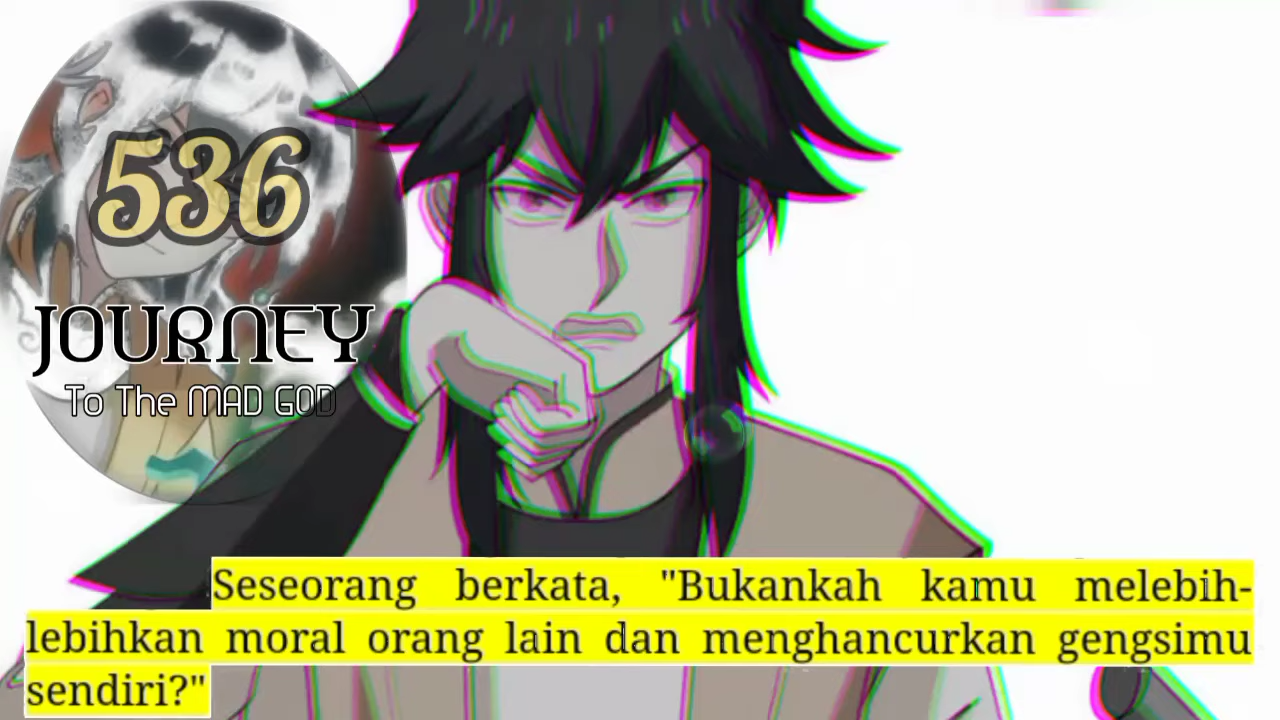 536
JOURNEY
To The MAD GOD
Seseorang berkata, "Bukankah kamu melebih-
lebihkan moral orang lain dan menghancurkan gengsimu
sendiri?"